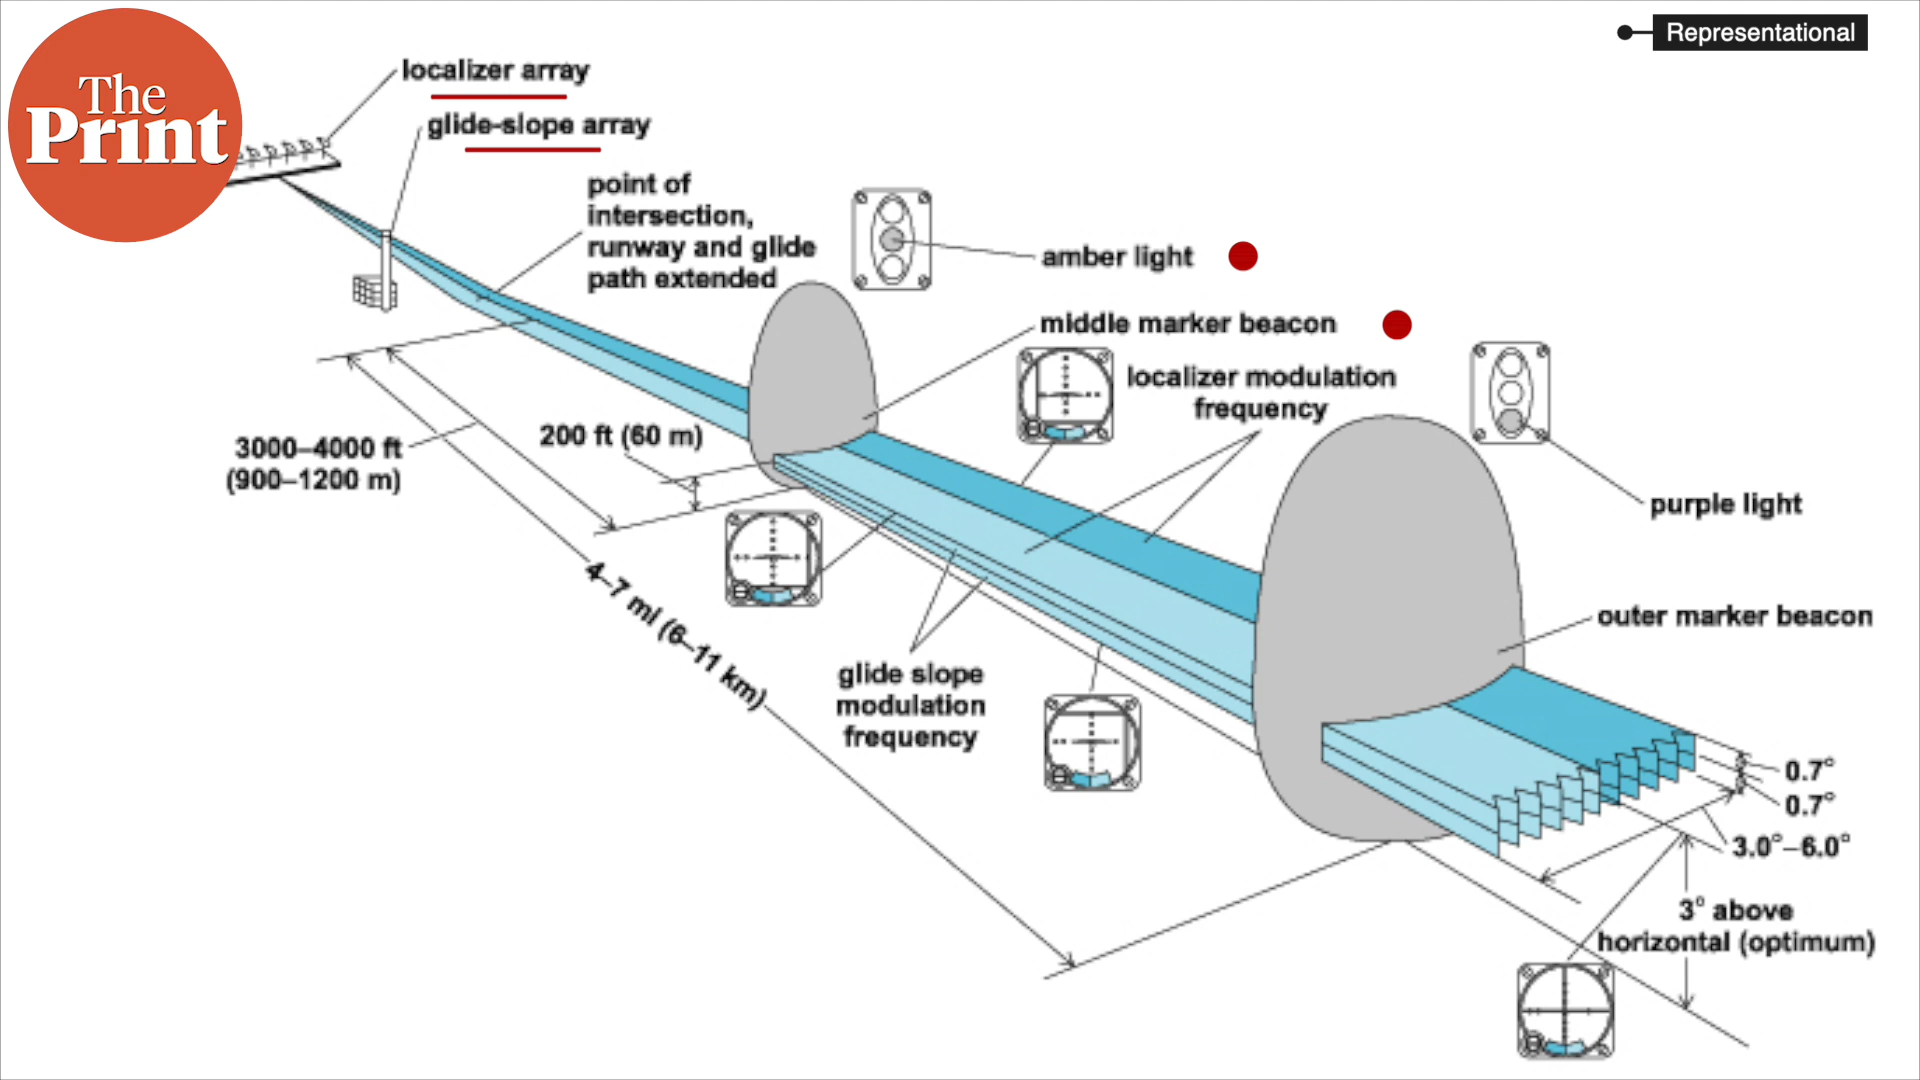 The
Print
Representational
localizer array
glide-slope array
point of
intersection,
runway and glide
path extended
amber light
middle marker beacon
localizer modulation
frequency
3000–4000 ft
(900–1200 m)
200 ft (60 m)
purple light
4–7 mi (6–11 km)
outer marker beacon
glide slope
modulation
frequency
0.7°
0.7°
3.0°–6.0°
3° above
horizontal (optimum)